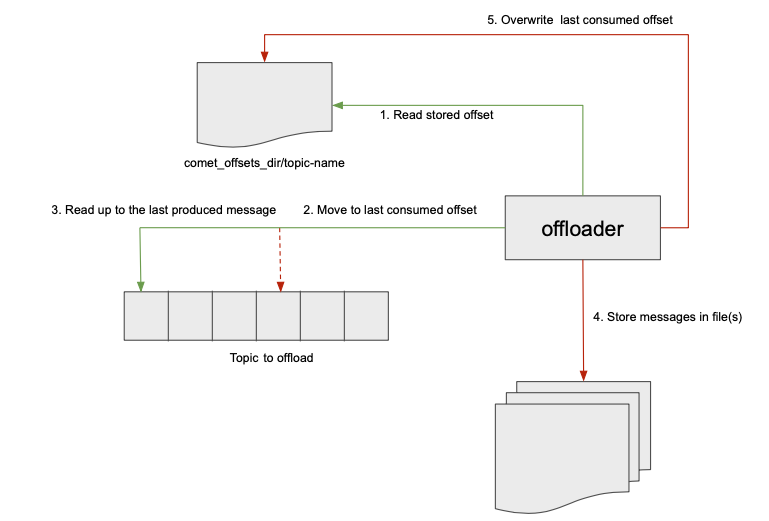 5. Overwrite last consumed offset
1. Read stored offset
comet_offsets_dir/topic-name
3. Read up to the last produced message
2. Move to last consumed offset
offloader
4. Store messages in file(s)
Topic to offload